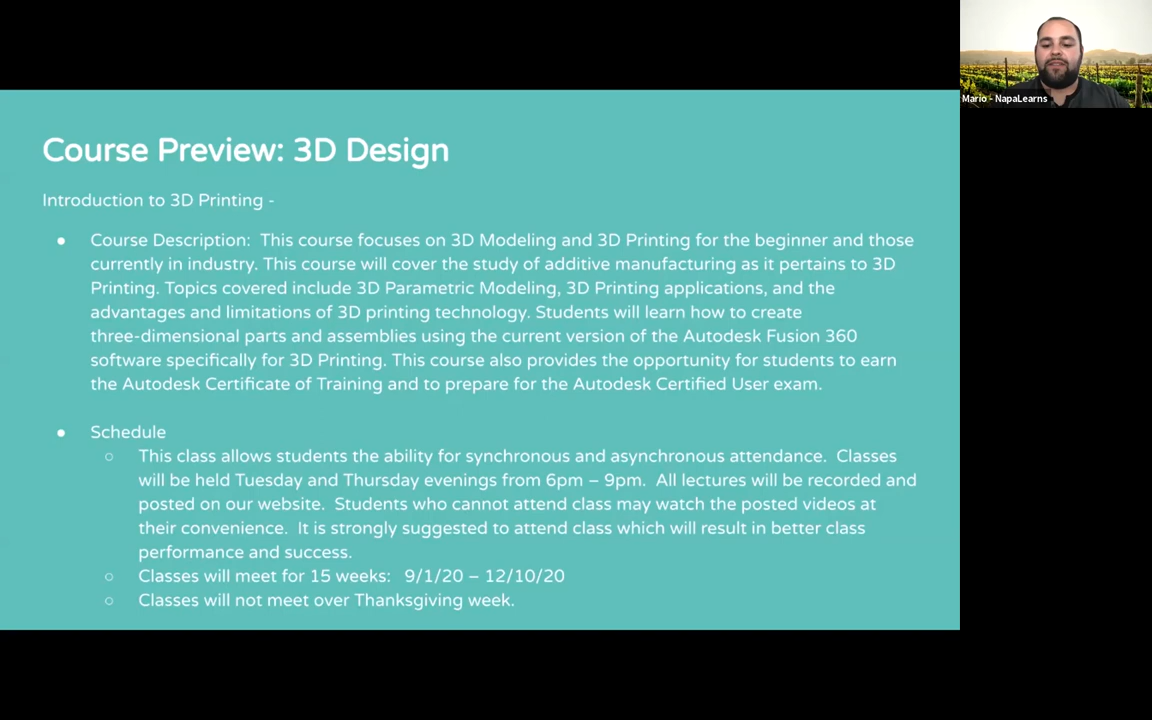 Course Preview: 3D Design
Introduction to 3D Printing -
● Course Description:  This course focuses on 3D Modeling and 3D Printing for the beginner and those
currently in industry. This course will cover the study of additive manufacturing as it pertains to 3D
Printing. Topics covered include 3D Parametric Modeling, 3D Printing applications, and the
advantages and limitations of 3D printing technology. Students will learn how to create
three-dimensional parts and assemblies using the current version of the Autodesk Fusion 360
software specifically for 3D Printing. This course also provides the opportunity for students to earn
the Autodesk Certificate of Training and to prepare for the Autodesk Certified User exam.
● Schedule
○ This class allows students the ability for synchronous and asynchronous attendance.  Classes
will be held Tuesday and Thursday evenings from 6pm – 9pm.  All lectures will be recorded and
posted on our website.  Students who cannot attend class may watch the posted videos at
their convenience.  It is strongly suggested to attend class which will result in better class
performance and success.
○ Classes will meet for 15 weeks:   9/1/20 – 12/10/20
○ Classes will not meet over Thanksgiving week.
Mario - NapaLearns